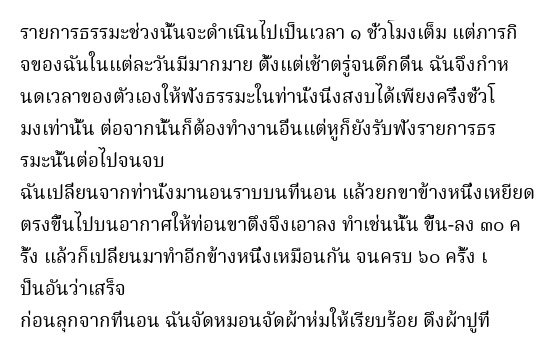 รายการธรรมะช่วงนั้นจะดำเนินไปเป็นเวลา ๑ ชั่วโมงเต็ม แต่ภารกิ
จของฉันในแต่ละวันมีมากมาย ตั้งแต่เช้าตรู่จนดึกดื่น ฉันจึงกำห
นดเวลาของตัวเองให้ฟังธรรมะในท่านั่งนิ่งสงบได้เพียงครึ่งชั่วโ
มงเท่านั้น ต่อจากนั้นก็ต้องทำงานอื่นแต่หูก็ยังรับฟังรายการธร
รมะนั้นต่อไปจนจบ
ฉันเปลี่ยนจากท่านั่งมานอนราบบนที่นอน แล้วยกขาข้างหนึ่งเหยียด
ตรงขึ้นไปบนอากาศให้ท่อนขาตึงจึงเอาลง ทำเช่นนั้น ขึ้น-ลง ๓๐ ค
รั้ง แล้วก็เปลี่ยนมาทำอีกข้างหนึ่งเหมือนกัน จนครบ ๖๐ ครั้ง เ
ป็นอันว่าเสร็จ
ก่อนลุกจากที่นอน ฉันจัดหมอนจัดผ้าห่มให้เรียบร้อย ดึงผ้าปูที่